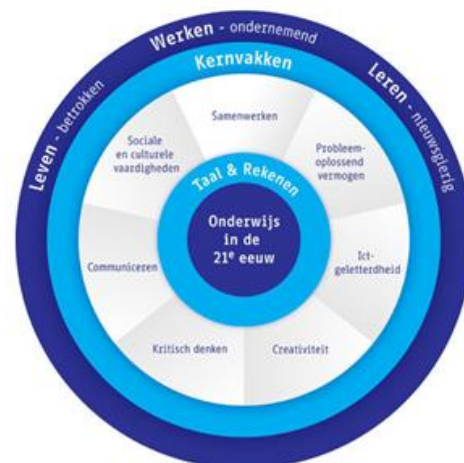 Werken - ondernemend
Leven - betrokken
Leren - nieuwsgierig
Kernvakken
Samenwerken
Sociale
en culturele
vaardigheden
Probleem-
oplossend
vermogen
Taal & Rekenen
Onderwijs
in de
21e eeuw
Communiceren
Ict-
geletterdheid
Kritisch denken
Creativiteit